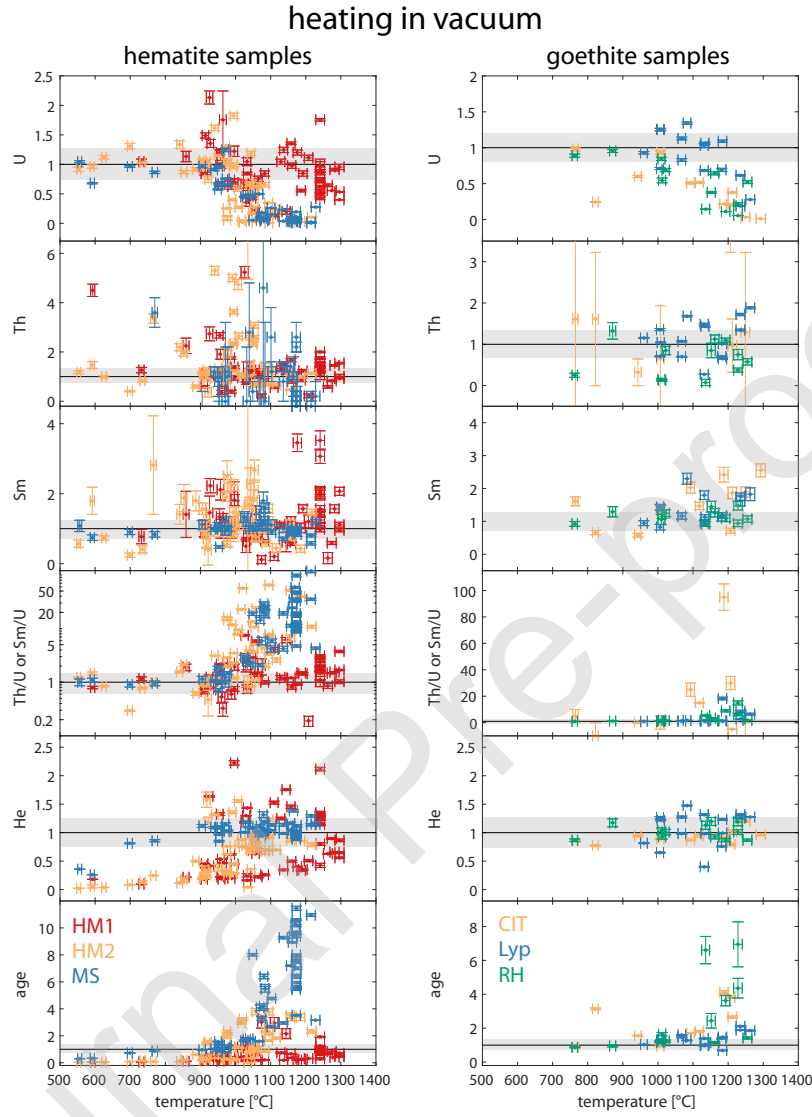 heating in vacuum
hematite samples
goethite samples
2.5
2
1.5
1
0.5
0
U
2
1.5
1
0.5
0
U
6
4
2
0
Th
3
2
1
0
Th
4
2
0
Sm
4
3
2
1
0
Sm
50
20
5
1
0.2
Th/U or Sm/U
100
80
60
40
20
0
Th/U or Sm/U
2.5
2
1.5
1
0.5
0
He
2
1.5
1
0.5
0
He
10
8
6
4
2
0
age
HM1
HM2
MS
8
6
4
2
0
age
CIT
Lyp
RH
500 600 700 800 900 1000 1100 1200 1300 1400
temperature [°C]
500 600 700 800 900 1000 1100 1200 1300 1400
temperature [°C]
urnal Pre-proo